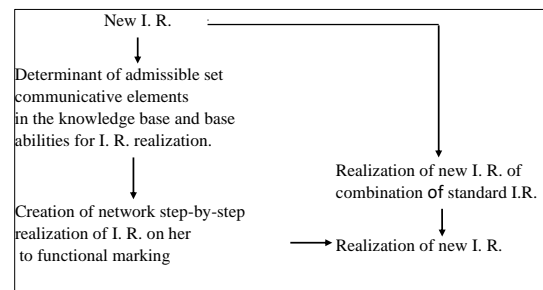 New I. R.
Determinant of admissible set
communicative elements
in the knowledge base and base
abilities for I. R. realization.
Realization of new I. R. of
combination of standard I.R.
Creation of network step-by-step
realization of I. R. on her
to functional marking
Realization of new I. R.